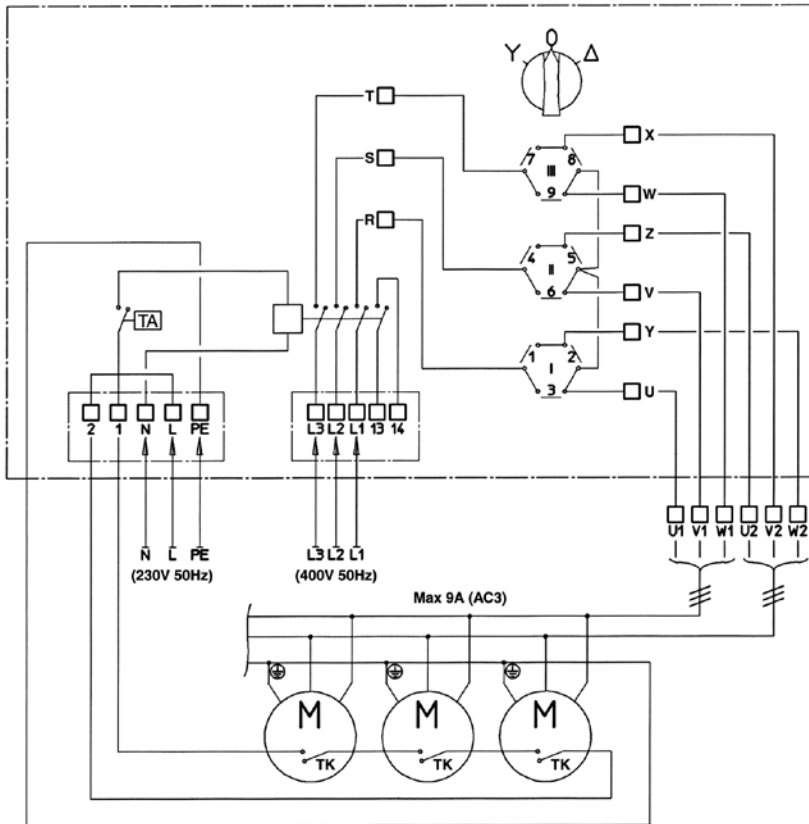 Y O Δ
T X
7 8
III
S 9 W
R Z
4 5
II
6 V
TA Y
1 2
I
3 U
2 1 N L PE L3 L2 L1 13 14
U1 V1 W1 U2 V2 W2
N L PE L3 L2 L1
(230V 50Hz) (400V 50Hz)
Max 9A (AC3)
M M M
TK TK TK